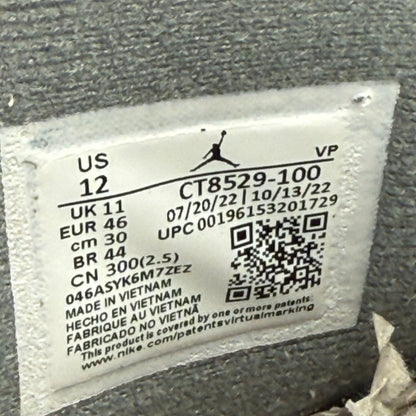 US
12
VP
CT8529-100
07/20/22 | 10/13/22
UPC 00196153201729
UK 11
EUR 46
cm 30
BR 44
CN 300(2.5)
046ASYK6M7ZEZ
MADE IN VIETNAM
HECHO EN VIETNAM
FABRIQUE AU VIETNAM
FABRICADO NO VIETNÃ
This product is covered by one or more patents.
www.nike.com/patentsvirtualmarking